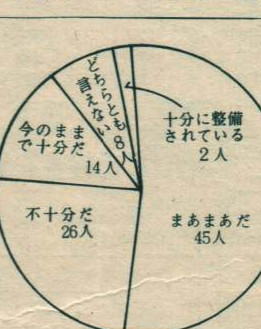 十分に整備
されている
2人
まあまあだ
45人
不十分だ
26人
今のまま
で十分だ
14人
どちらとも
言えない
8人